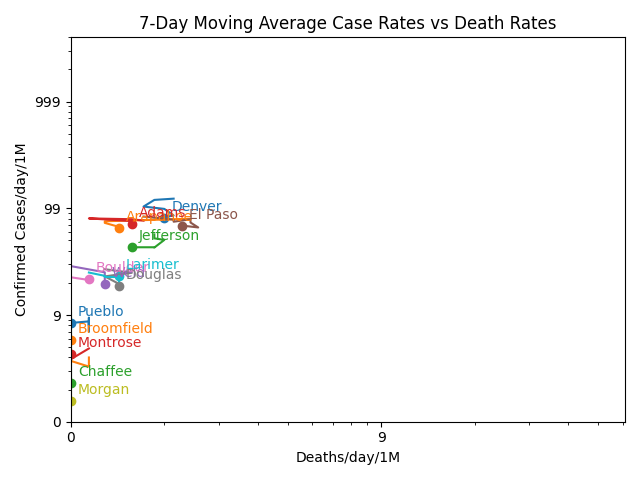 7-Day Moving Average Case Rates vs Death Rates
Confirmed Cases/day/1M
999
99
9
0
Denver
Adams
Arapahoe
El Paso
Jefferson
Boulder
Larimer
Weld
Douglas
Pueblo
Broomfield
Montrose
Chaffee
Morgan
0
9
Deaths/day/1M